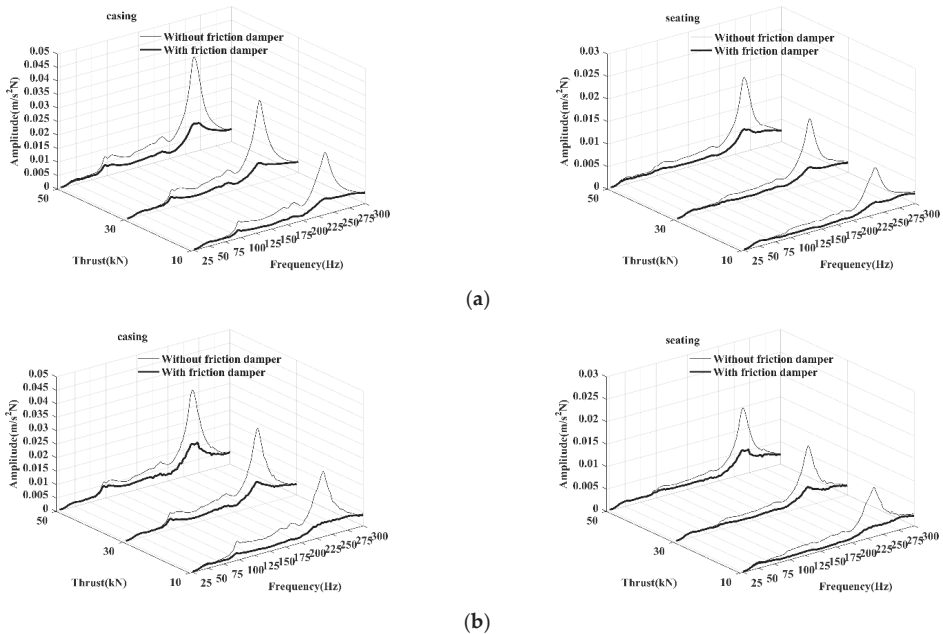 casing
Without friction damper
With friction damper
0.05
0.045
0.04
0.035
0.03
0.025
0.02
0.015
0.01
0.005
0
Amplitude(m/s²N)
50
30
10
Thrust(kN)
25 50 75 100 125 150 175 200 225 250 275 300
Frequency(Hz)
seating
Without friction damper
With friction damper
0.03
0.025
0.02
0.015
0.01
0.005
0
Amplitude(m/s²N)
50
30
10
Thrust(kN)
25 50 75 100 125 150 175 200 225 250 275 300
Frequency(Hz)
(a)
casing
Without friction damper
With friction damper
0.05
0.045
0.04
0.035
0.03
0.025
0.02
0.015
0.01
0.005
0
Amplitude(m/s²N)
50
30
10
Thrust(kN)
25 50 75 100 125 150 175 200 225 250 275 300
Frequency(Hz)
seating
Without friction damper
With friction damper
0.03
0.025
0.02
0.015
0.01
0.005
0
Amplitude(m/s²N)
50
30
10
Thrust(kN)
25 50 75 100 125 150 175 200 225 250 275 300
Frequency(Hz)
(b)